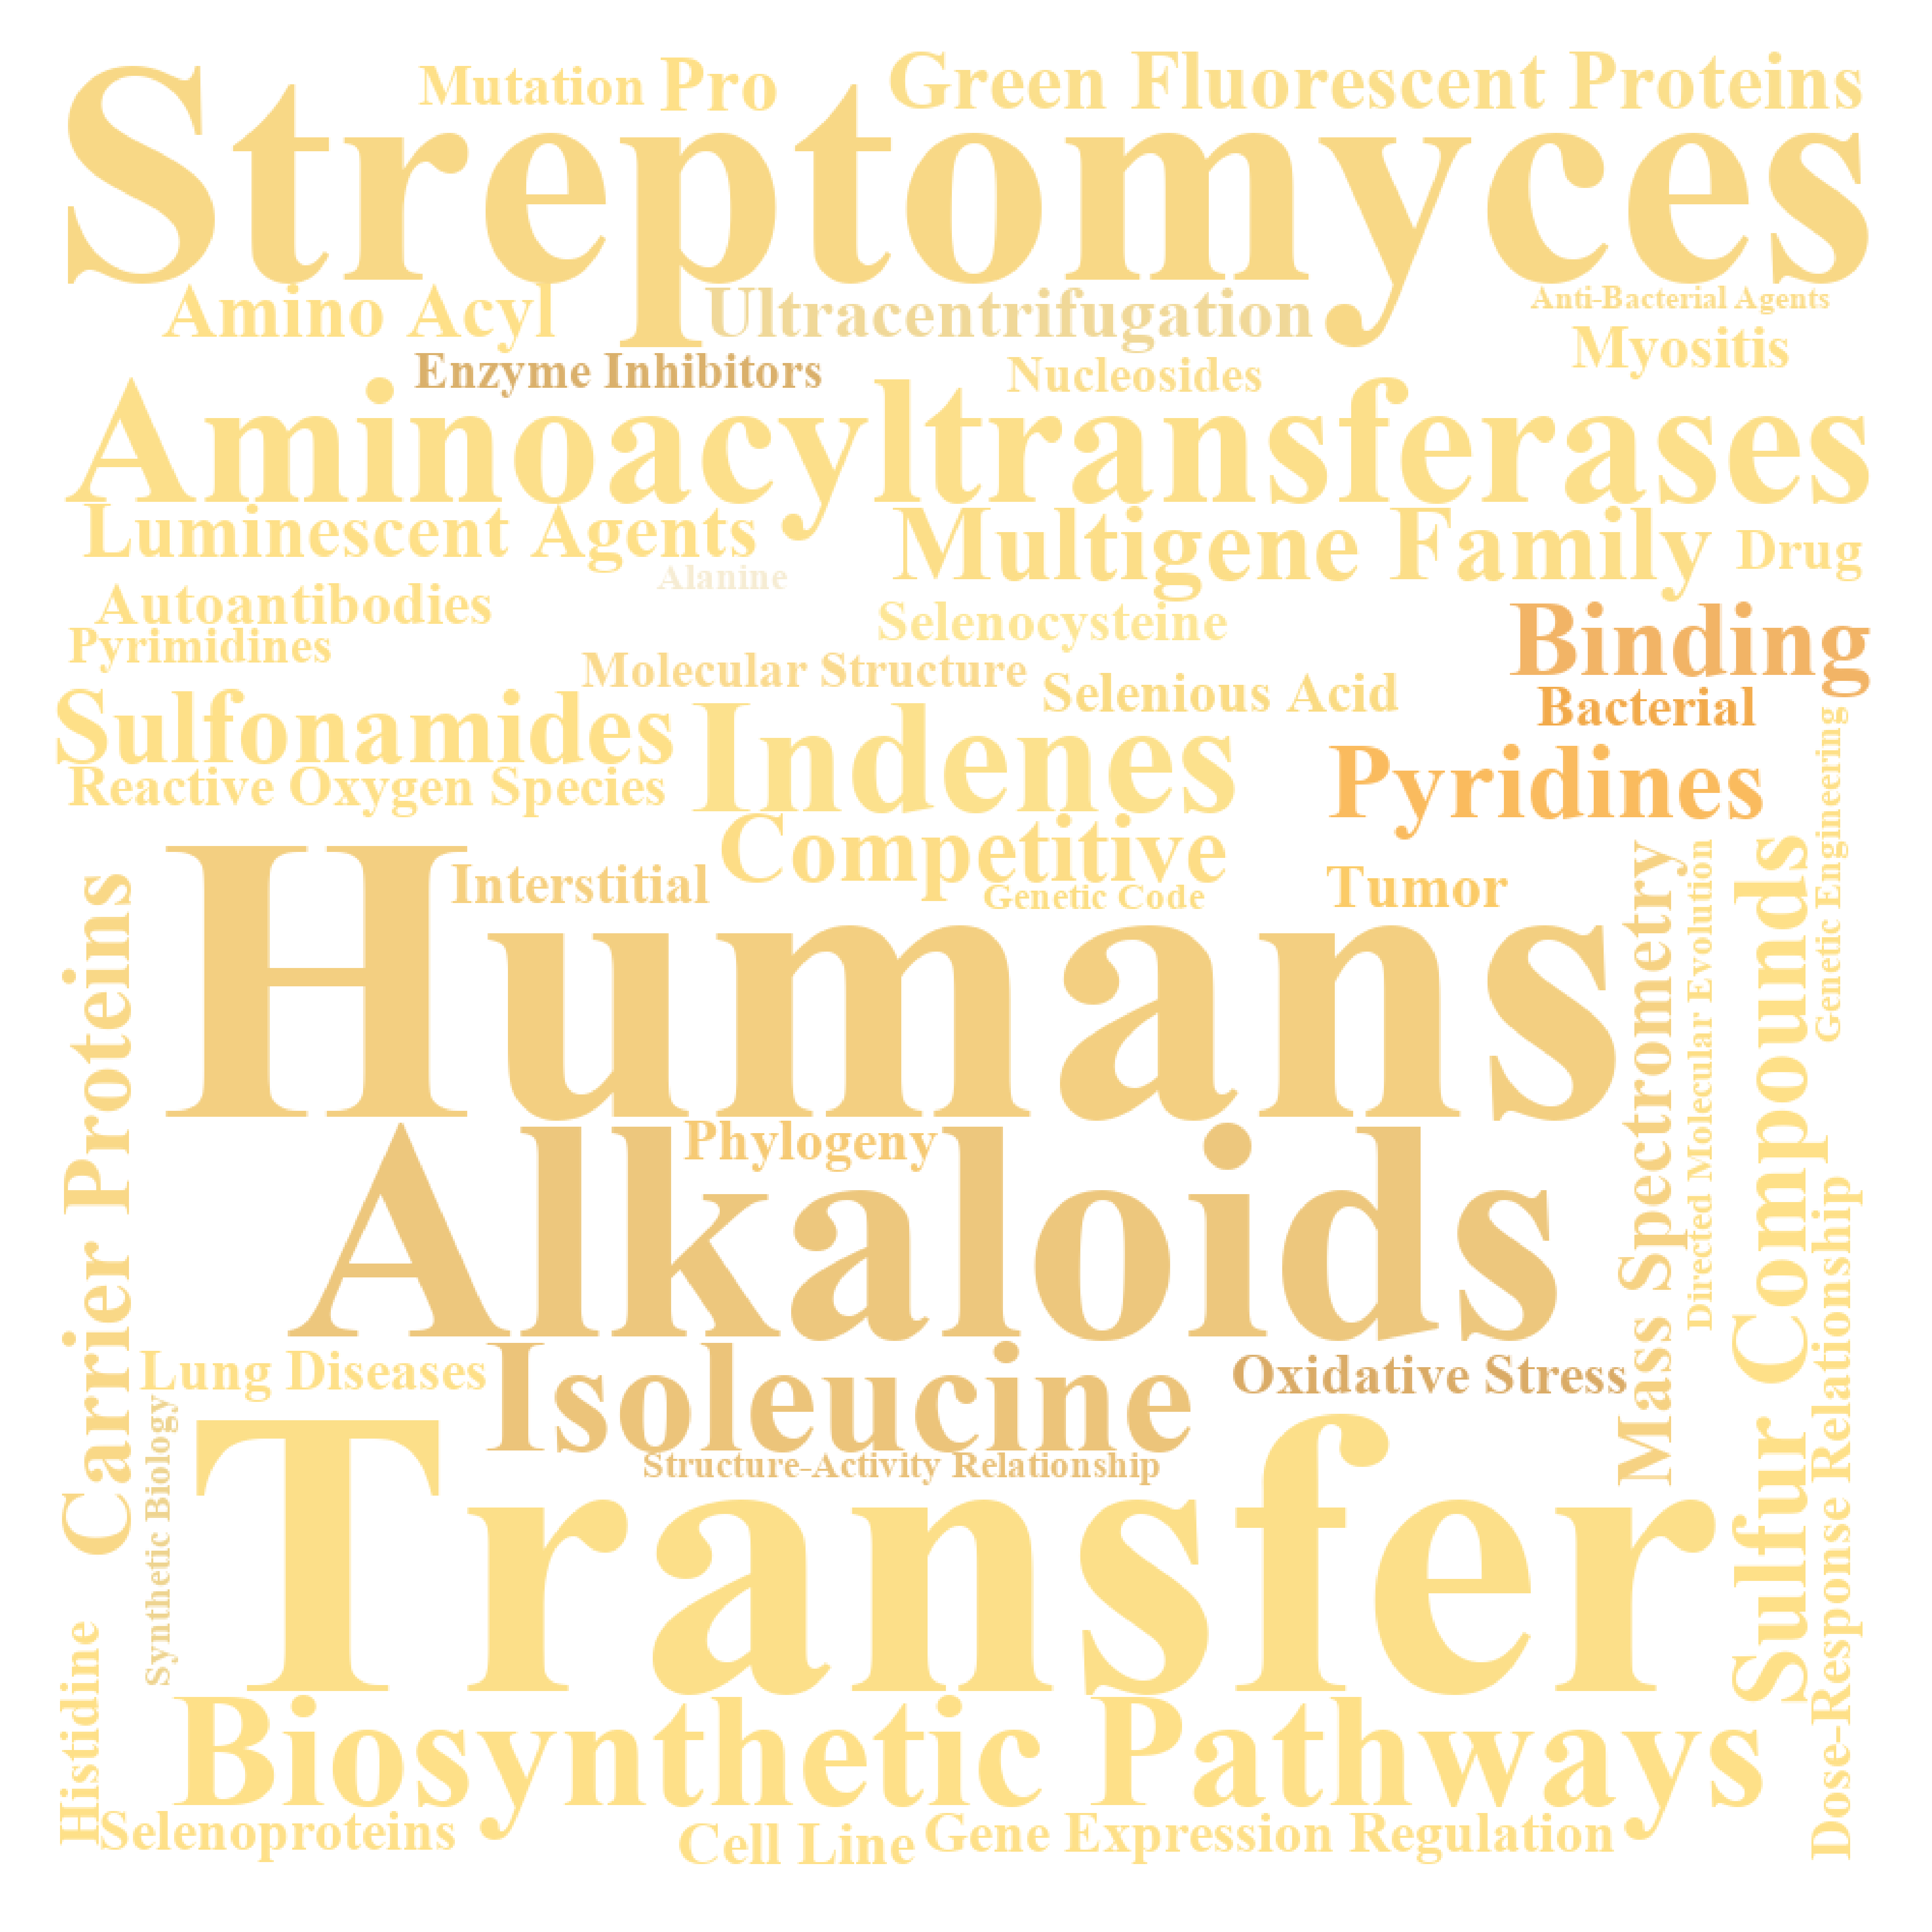 Mutation
Pro
Green Fluorescent Proteins
Streptomyces
Amino Acyl
Ultracentrifugation
Anti-Bacterial Agents
Enzyme Inhibitors
Nucleosides
Myositis
Aminoacyltransferases
Luminescent Agents
Multigene Family
Drug
Alanine
Autoantibodies
Selenocysteine
Pyrimidines
Binding
Molecular Structure
Selenious Acid
Bacterial
Sulfonamides
Indenes
Pyridines
Reactive Oxygen Species
Competitive
Interstitial
Genetic Code
Tumor
Humans
Carrier Proteins
Mass Spectrometry
Directed Molecular Evolution
Sulfur Compounds
Genetic Engineering
Phylogeny
Alkaloids
Lung Diseases
Isoleucine
Oxidative Stress
Structure-Activity Relationship
Synthetic Biology
Dose-Response Relationship
Transfer
Histidine
Biosynthetic Pathways
Selenoproteins
Cell Line
Gene Expression Regulation